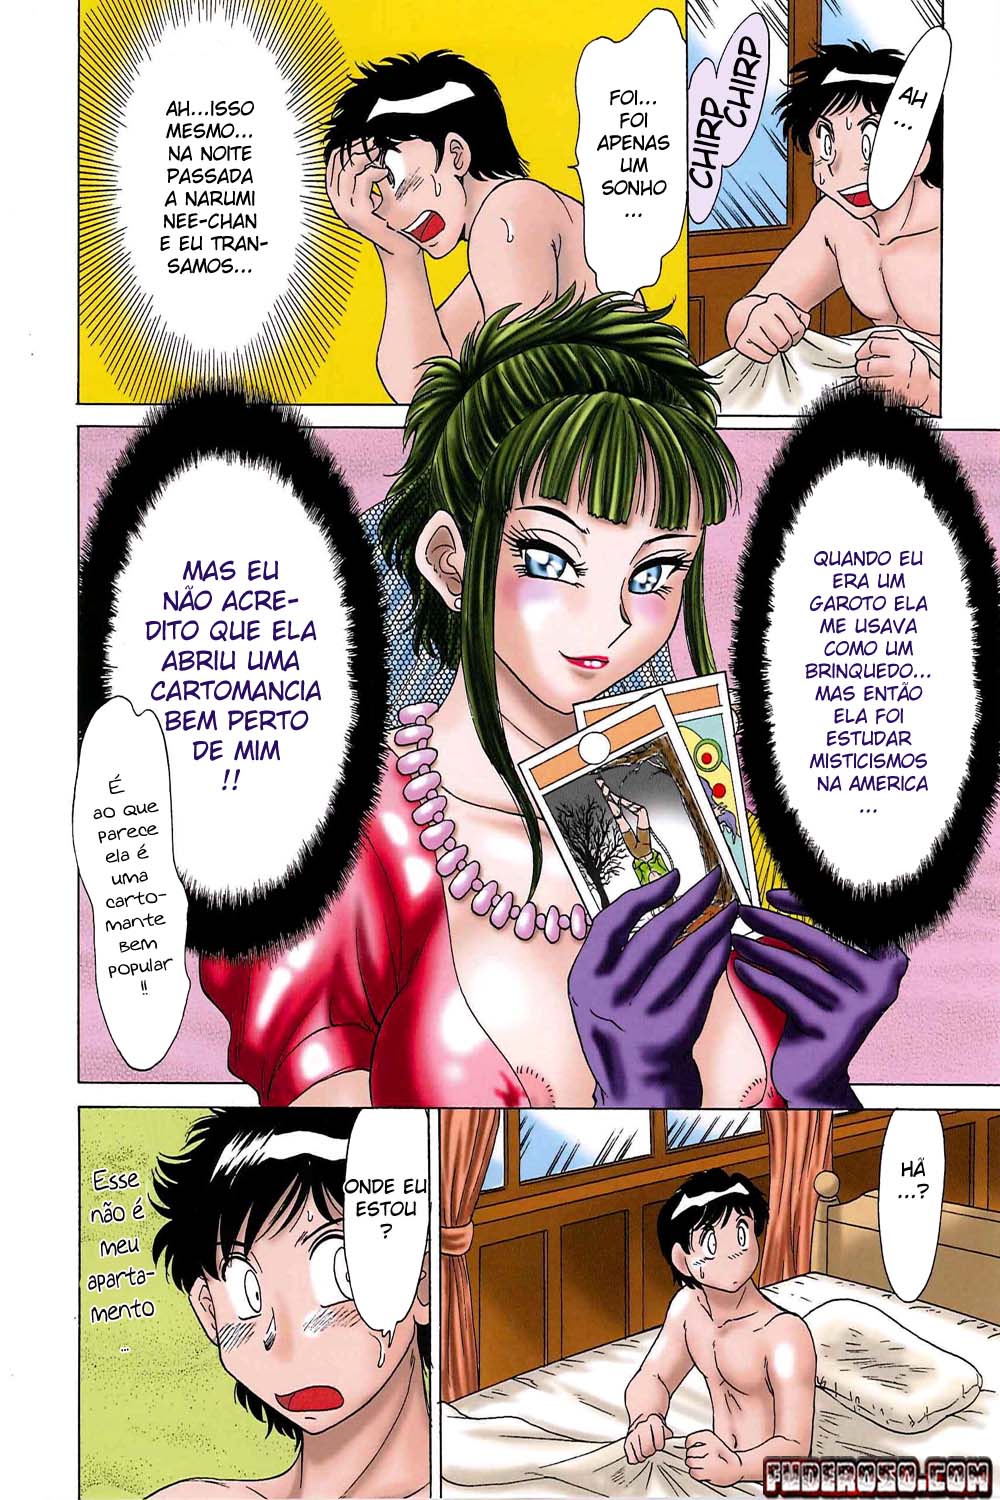 AH
...
CHIRP
CHIRP
FOI...
FOI
APENAS
UM
SONHO
...
AH...ISSO
MESMO...
NA NOITE
PASSADA
A NARUMI
NEE-CHAN
E EU TRAN-
SAMOS...
QUANDO EU
ERA UM
GAROTO ELA
ME USAVA
COMO UM
BRINQUEDO...
MAS ENTÃO
ELA FOI
ESTUDAR
MISTICISMOS
NA AMERICA
...
MAS EU
NÃO ACRE-
DITO QUE ELA
ABRIU UMA
CARTOMANCIA
BEM PERTO
DE MIM
!!
É
ao que
parece
ela é
uma
carto-
mante
bem
popular
!!
HÃ
...?
ONDE EU
ESTOU
?
Esse
não é
meu
aparta-
mento
...
FUDEROSO.COM